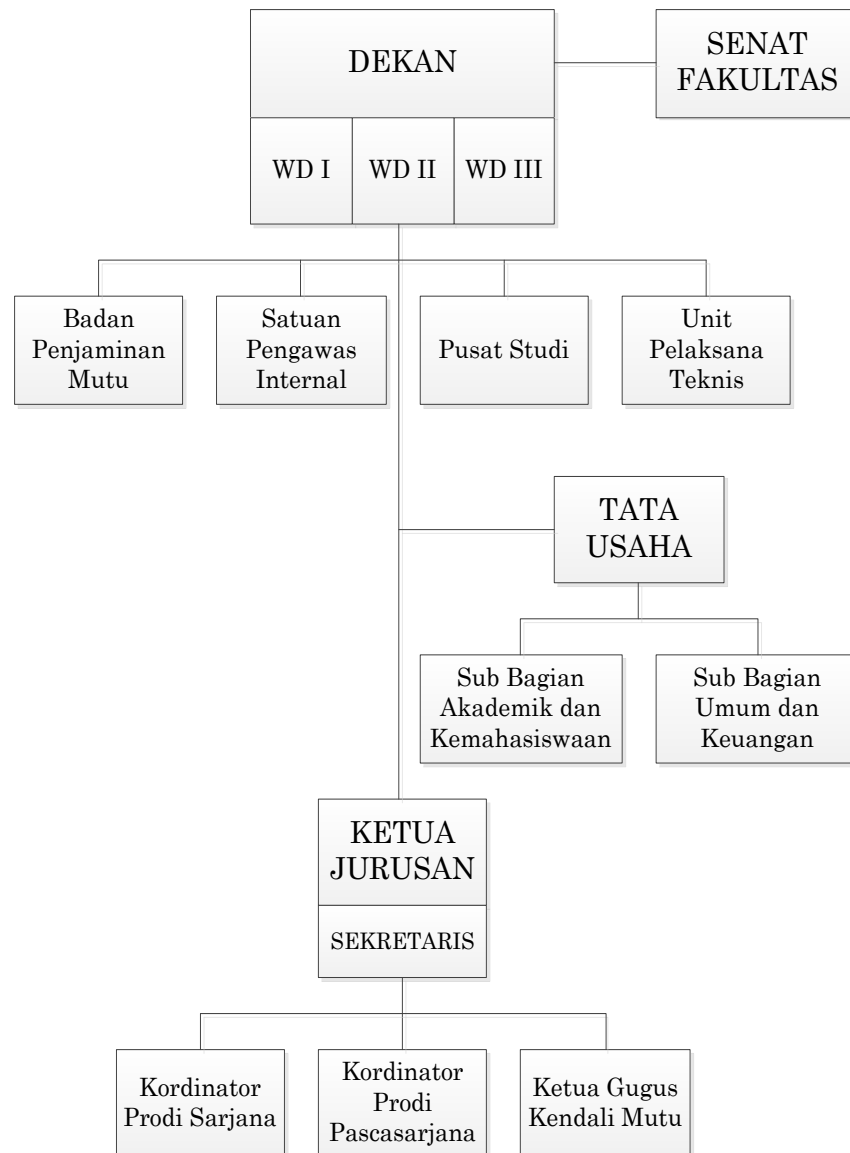 DEKAN
SENAT
FAKULTAS
WD I
WD II
WD III
Badan
Penjaminan
Mutu
Satuan
Pengawas
Internal
Pusat Studi
Unit
Pelaksana
Teknis
TATA
USAHA
Sub Bagian
Akademik dan
Kemahasiswaan
Sub Bagian
Umum dan
Keuangan
KETUA
JURUSAN
SEKRETARIS
Kordinator
Prodi Sarjana
Kordinator
Prodi
Pascasarjana
Ketua Gugus
Kendali Mutu